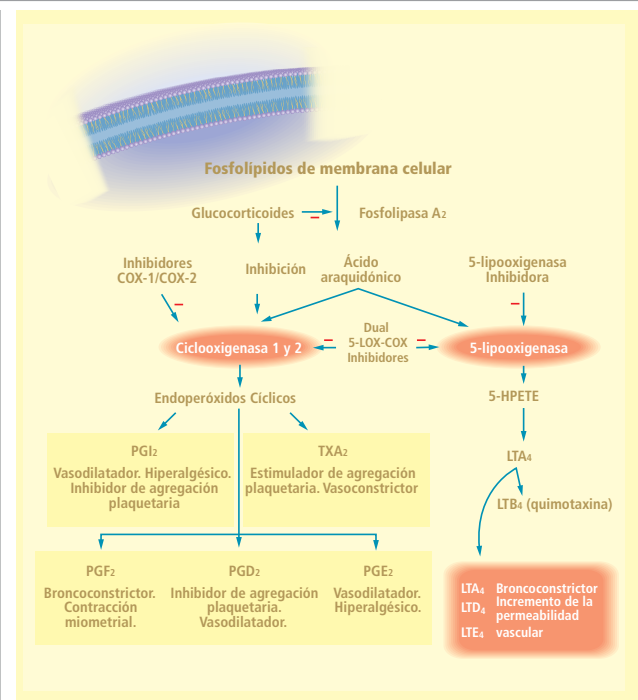 Fosfolípidos de membrana celular
Glucocorticoides
–
Fosfolipasa A2
Inhibidores
COX-1/COX-2
–
Inhibición
Ácido
araquidónico
5-lipooxigenasa
Inhibidora
–
Ciclooxigenasa 1 y 2
–
Dual
5-LOX-COX
Inhibidores
–
5-lipooxigenasa
Endoperóxidos Cíclicos
5-HPETE
PGI2
Vasodilatador. Hiperalgésico.
Inhibidor de agregación
plaquetaria
TXA2
Estimulador de agregación
plaquetaria. Vasoconstrictor
LTA4
LTB4 (quimotaxina)
PGF2
Broncoconstrictor.
Contracción
miometrial.
PGD2
Inhibidor de agregación
plaquetaria.
Vasodilatador.
PGE2
Vasodilatador.
Hiperalgésico.
LTA4 Broncoconstrictor
LTD4 Incremento de la
permeabilidad
LTE4 vascular